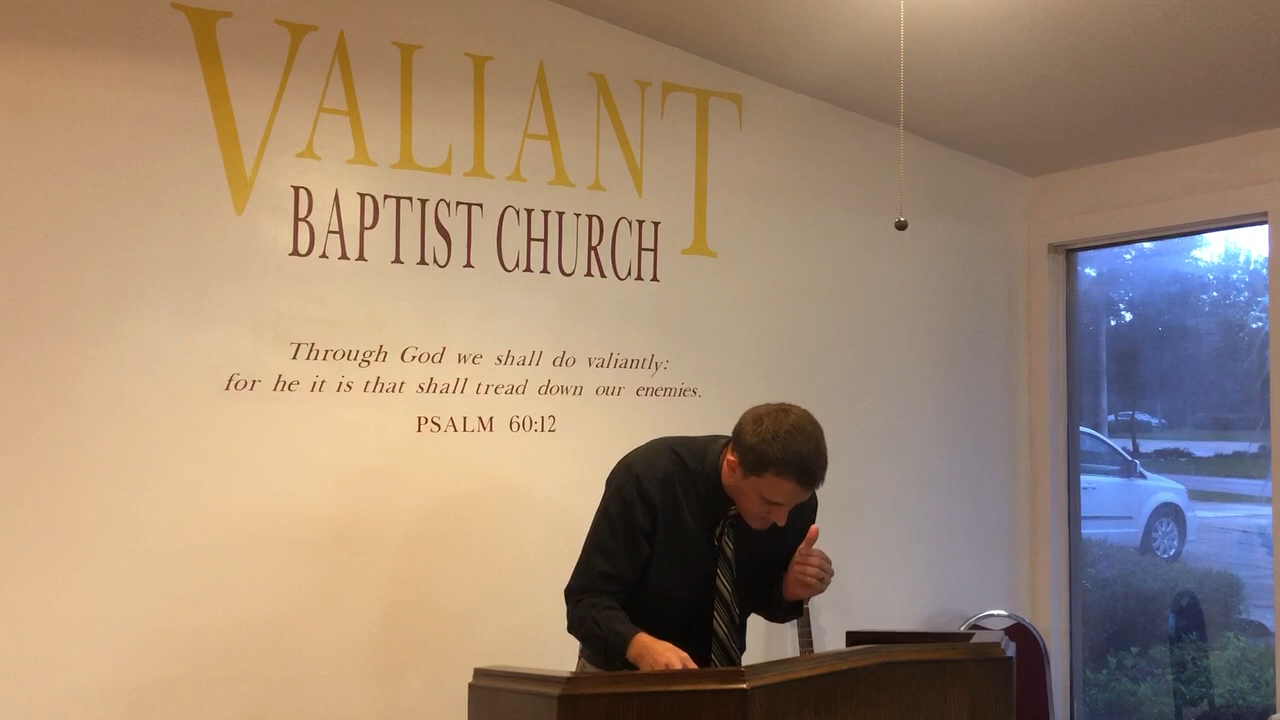 VALIANT
BAPTIST CHURCH
Through God we shall do valiantly:
for he it is that shall tread down our enemies.
PSALM 60:12